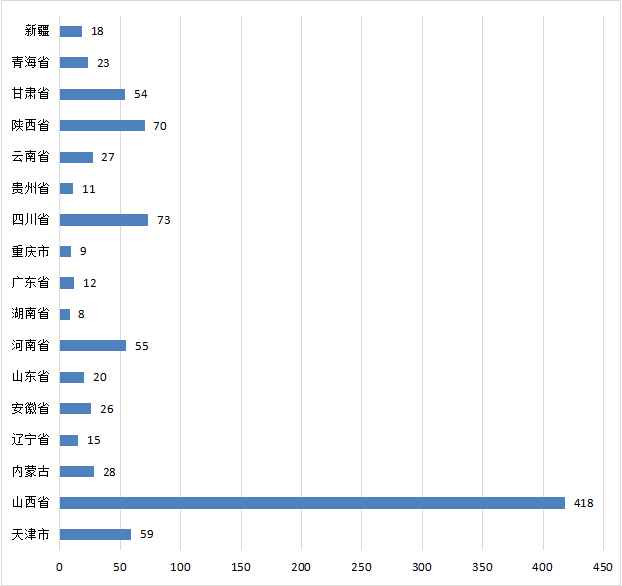 新疆 18
青海省 23
甘肃省 54
陕西省 70
云南省 27
贵州省 11
四川省 73
重庆市 9
广东省 12
湖南省 8
河南省 55
山东省 20
安徽省 26
辽宁省 15
内蒙古 28
山西省 418
天津市 59
0 50 100 150 200 250 300 350 400 450